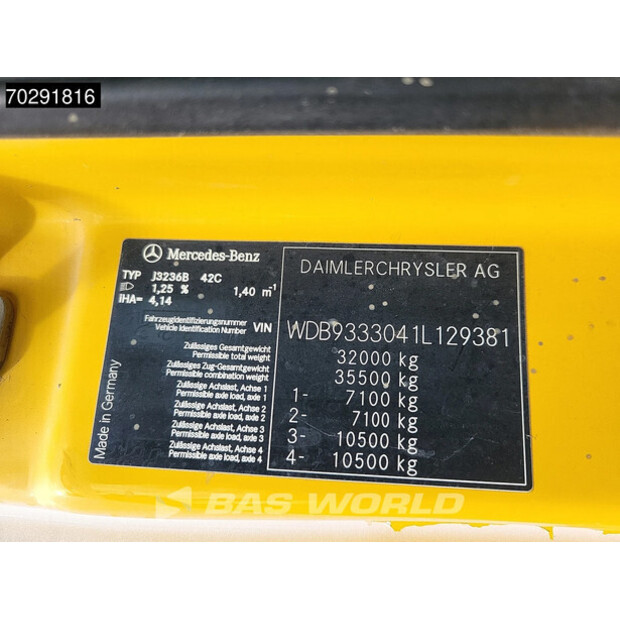 70291816
Mercedes-Benz
DAIMLERCHRYSLER AG
TYP J3236B 42C
1,25 % 1,40 m⁻¹
iHA= 4,14
Fahrzeugidentifizierungsnummer
Vehicle Identification Number VIN WDB9333041L129381
Zulässiges Gesamtgewicht
Permissible total weight 32000 kg
Zulässiges Zug-Gesamtgewicht
Permissible combination weight 35500 kg
Zulässige Achslast, Achse 1
Permissible axle load, axle 1 1- 7100 kg
Zulässige Achslast, Achse 2
Permissible axle load, axle 2 2- 7100 kg
Zulässige Achslast, Achse 3
Permissible axle load, axle 3 3- 10500 kg
Zulässige Achslast, Achse 4
Permissible axle load, axle 4 4- 10500 kg
Made in Germany
BAS WORLD